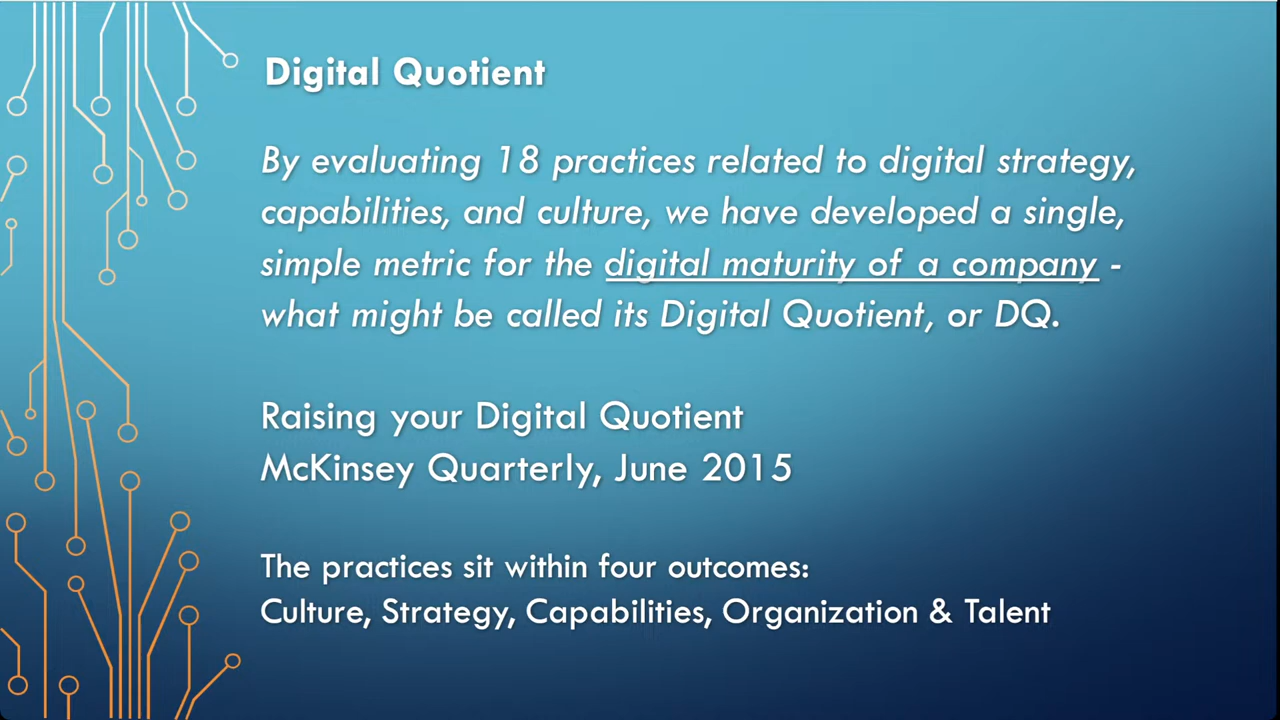 Digital Quotient
By evaluating 18 practices related to digital strategy,
capabilities, and culture, we have developed a single,
simple metric for the digital maturity of a company -
what might be called its Digital Quotient, or DQ.
Raising your Digital Quotient
McKinsey Quarterly, June 2015
The practices sit within four outcomes:
Culture, Strategy, Capabilities, Organization & Talent